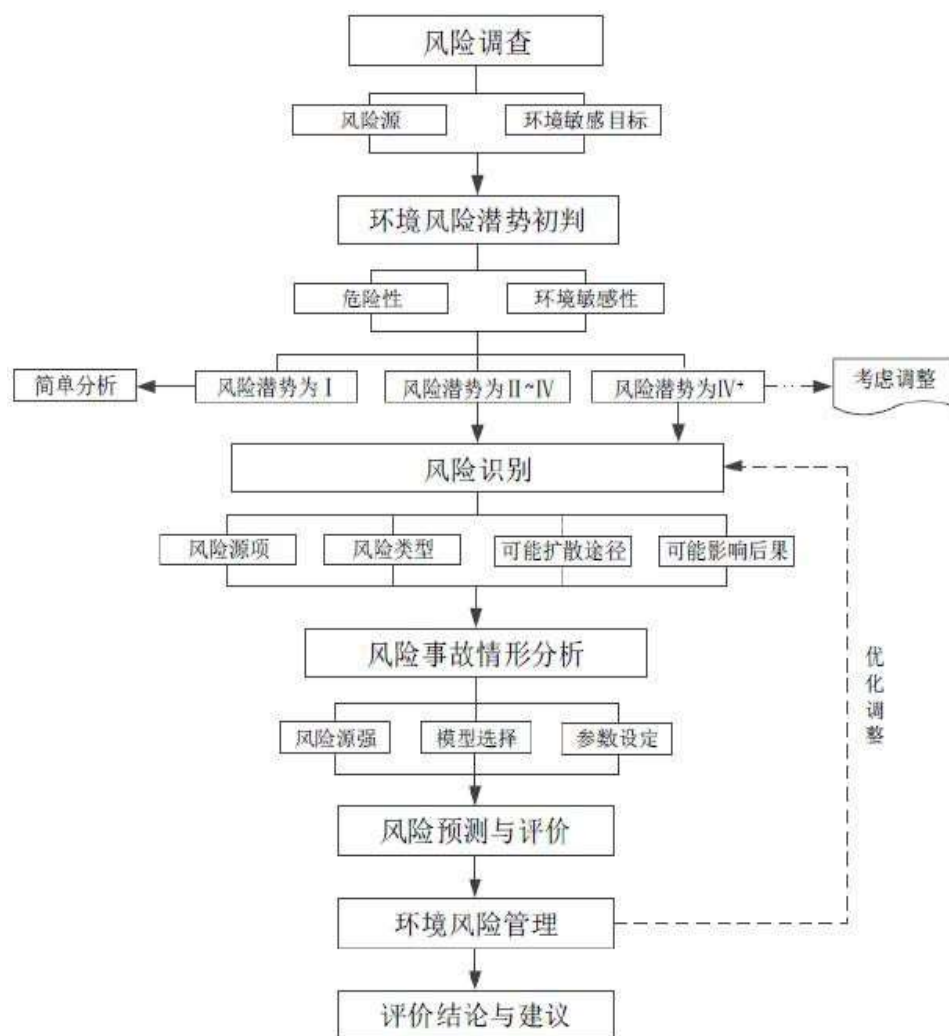 风险调查
风险源
环境敏感目标
环境风险潜势初判
危险性
环境敏感性
简单分析
风险潜势为Ⅰ
风险潜势为Ⅱ~Ⅳ
风险潜势为Ⅳ⁺
考虑调整
风险识别
风险源项
风险类型
可能扩散途径
可能影响后果
风险事故情形分析
优化调整
风险源强
模型选择
参数设定
风险预测与评价
环境风险管理
评价结论与建议